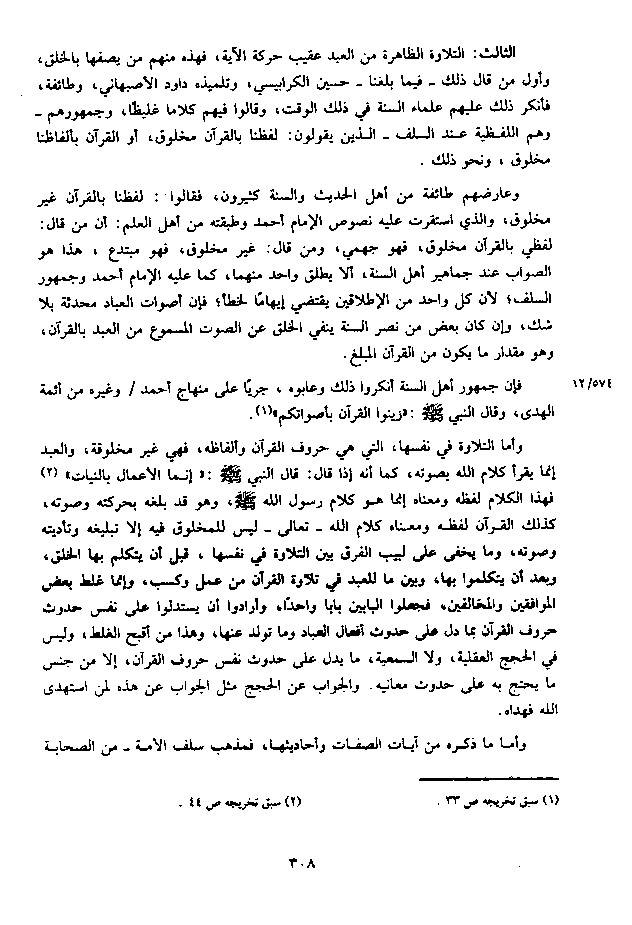 الثالث: التلاوة الظاهرة من العبد عقيب حركة الآية، فهذه منهم من يصفها بالخلق،
وأول من قال ذلك ـ فيما بلغنا ـ حسين الكرابيسي، وتلميذه داود الأصبهاني، وطائفة،
فأنكر ذلك عليهم علماء السنة في ذلك الوقت، وقالوا فيهم كلاما غليظًا، وجمهورهم ـ
وهم اللفظية عند السلف ـ الذين يقولون: لفظنا بالقرآن مخلوق، أو القرآن بألفاظنا
مخلوق ، ونحو ذلك .
وعارضهم طائفة من أهل الحديث والسنة كثيرون، فقالوا : لفظنا بالقرآن غير
مخلوق، والذي استقرت عليه نصوص الإمام أحمد وطبقته من أهل العلم: أن من قال:
لفظي بالقرآن مخلوق، فهو جهمي، ومن قال: غير مخلوق، فهو مبتدع ، هذا هو
الصواب عند جماهير أهل السنة، ألا يطلق واحد منهما، كما عليه الإمام أحمد وجمهور
السلف؛ لأن كل واحد من الإطلاقين يقتضي إيهامًا لخطأ؛ فإن أصوات العباد محدثة بلا
شك، وإن كان بعض من نصر السنة ينفي الخلق عن الصوت المسموع من العبد بالقرآن،
وهو مقدار ما يكون من القرآن المبلغ.
١٢/٥٧٤ فإن جمهور أهل السنة أنكروا ذلك وعابوه ، جريًا على منهاج أحمد / وغيره من أئمة
الهدى، وقال النبي ﷺ :«زينوا القرآن بأصواتكم»(١).
وأما التلاوة في نفسها، التي هي حروف القرآن وألفاظه، فهي غير مخلوقة، والعبد
إنما يقرأ كلام الله بصوته، كما أنه إذا قال: قال النبي ﷺ :« إنما الأعمال بالنيات» (٢)
فهذا الكلام لفظه ومعناه إنما هو كلام رسول الله ﷺ، وهو قد بلغه بحركته وصوته،
كذلك القرآن لفظه ومعناه كلام الله ـ تعالى ـ ليس للمخلوق فيه إلا تبليغه وتأديته
وصوته، وما يخفى على لبيب الفرق بين التلاوة في نفسها ، قبل أن يتكلم بها الخلق،
وبعد أن يتكلموا بها، وبين ما للعبد في تلاوة القرآن من عمل وكسب، وإنما غلط بعض
الموافقين والمخالفين، فجعلوا البابين بابا واحدًا، وأرادوا أن يستدلوا على نفس حدوث
حروف القرآن بما دل على حدوث أفعال العباد وما تولد عنها، وهذا من أقبح الغلط، وليس
في الحجج العقلية، ولا السمعية، ما يدل على حدوث نفس حروف القرآن، إلا من جنس
ما يحتج به على حدوث معانيه. والجواب عن الحجج مثل الجواب عن هذه لمن استهدى
الله فهداه.
وأما ما ذكره من آيات الصفات وأحاديثها، فمذهب سلف الأمة ـ من الصحابة
(١) سبق تخريجه ص ٣٣ . (٢) سبق تخريجه ص ٤٤ .
٣٠٨